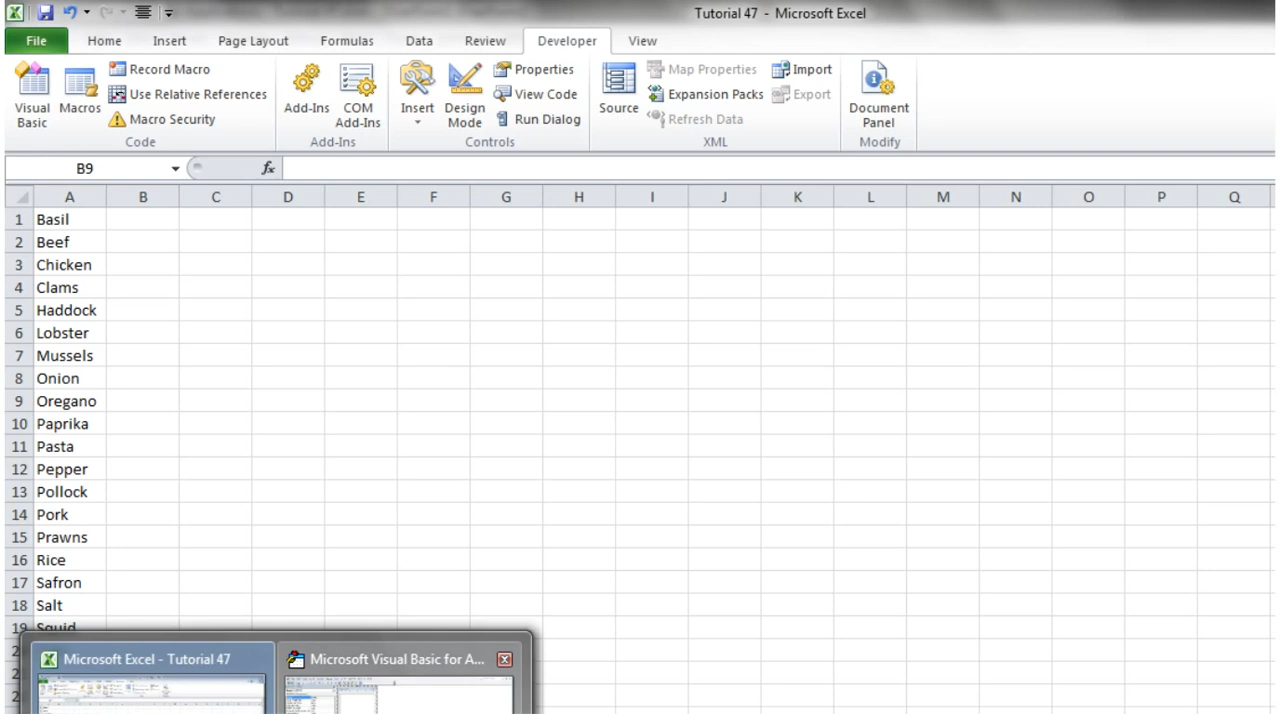 Tutorial 47 - Microsoft Excel
File Home Insert Page Layout Formulas Data Review Developer View
Visual Basic
Macros
Record Macro
Use Relative References
Macro Security
Code
Add-Ins
COM Add-Ins
Add-Ins
Insert
Design Mode
Properties
View Code
Run Dialog
Controls
Source
Map Properties
Expansion Packs
Refresh Data
Import
Export
XML
Document Panel
Modify
B9 fx
A B C D E F G H I J K L M N O P Q
1 Basil
2 Beef
3 Chicken
4 Clams
5 Haddock
6 Lobster
7 Mussels
8 Onion
9 Oregano
10 Paprika
11 Pasta
12 Pepper
13 Pollock
14 Pork
15 Prawns
16 Rice
17 Safron
18 Salt
19 Squid
Microsoft Excel - Tutorial 47
Microsoft Visual Basic for A...